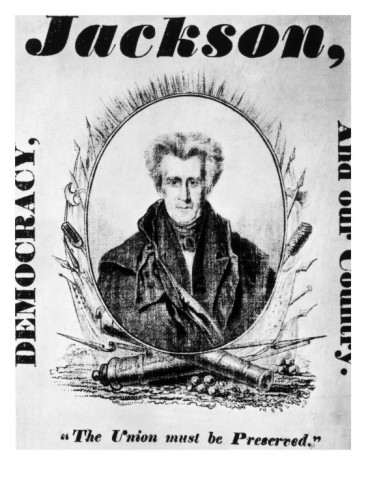 Jackson,
DEMOCRACY,
And our Country.
"The Union must be Preserved."